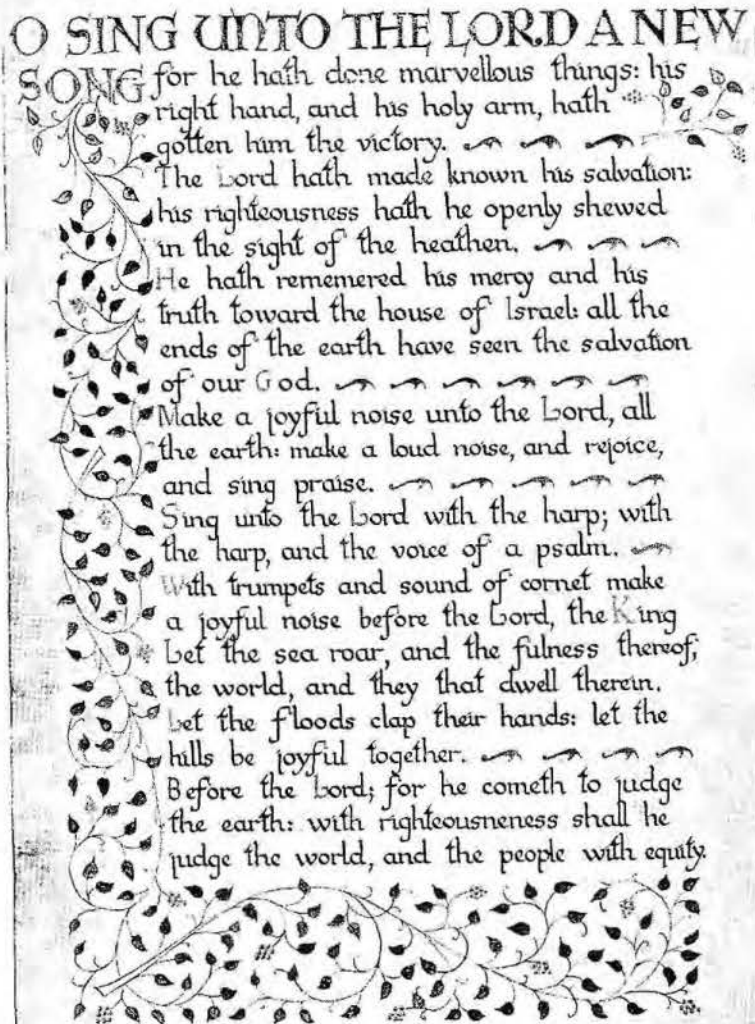 O SING UNTO THE LORD A NEW
SONG for he hath done marvellous things: his
right hand, and his holy arm, hath
gotten him the victory.
The Lord hath made known his salvation:
his righteousness hath he openly shewed
in the sight of the heathen.
He hath rememered his mercy and his
truth toward the house of Israel: all the
ends of the earth have seen the salvation
of our God.
Make a joyful noise unto the Lord, all
the earth: make a loud noise, and rejoice,
and sing praise.
Sing unto the Lord with the harp; with
the harp, and the voice of a psalm.
With trumpets and sound of cornet make
a joyful noise before the Lord, the King
Let the sea roar, and the fulness thereof;
the world, and they that dwell therein.
Let the floods clap their hands: let the
hills be joyful together.
Before the Lord; for he cometh to judge
the earth: with righteousneness shall he
judge the world, and the people with equity.